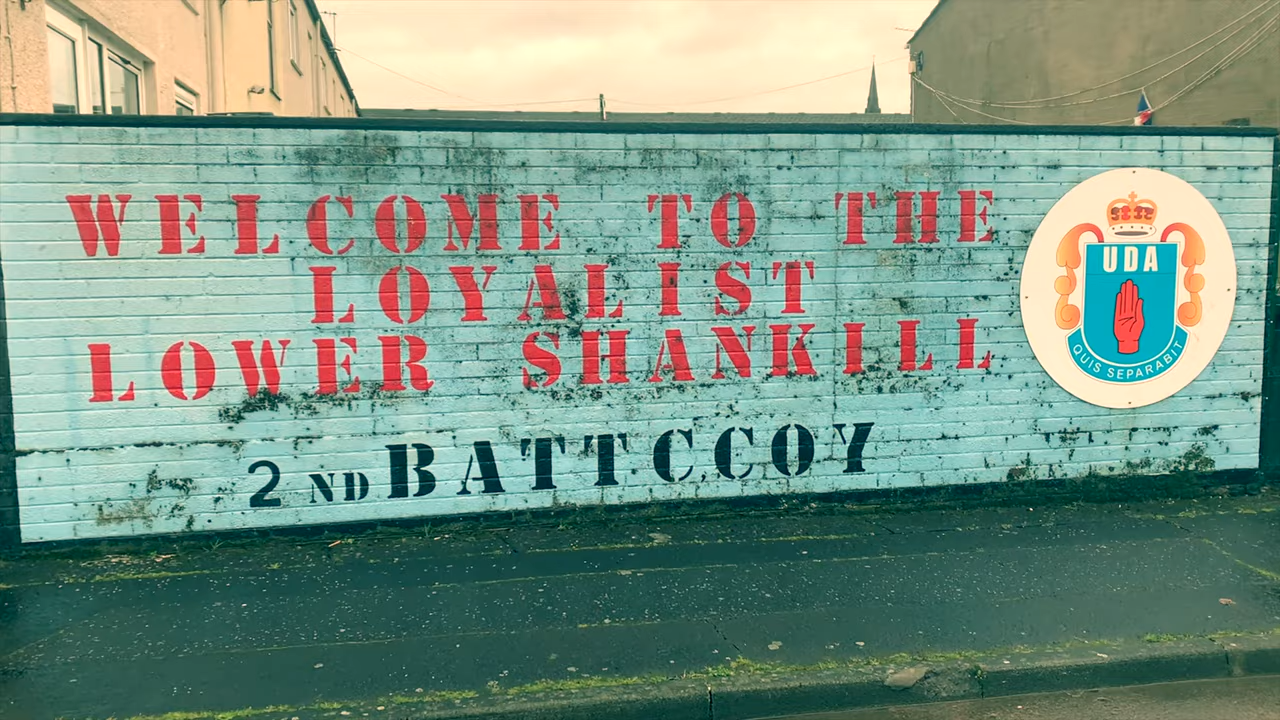 WELCOME TO THE
LOYALIST
LOWER SHANKILL
2ND BATT C.COY
UDA
QUIS SEPARABIT